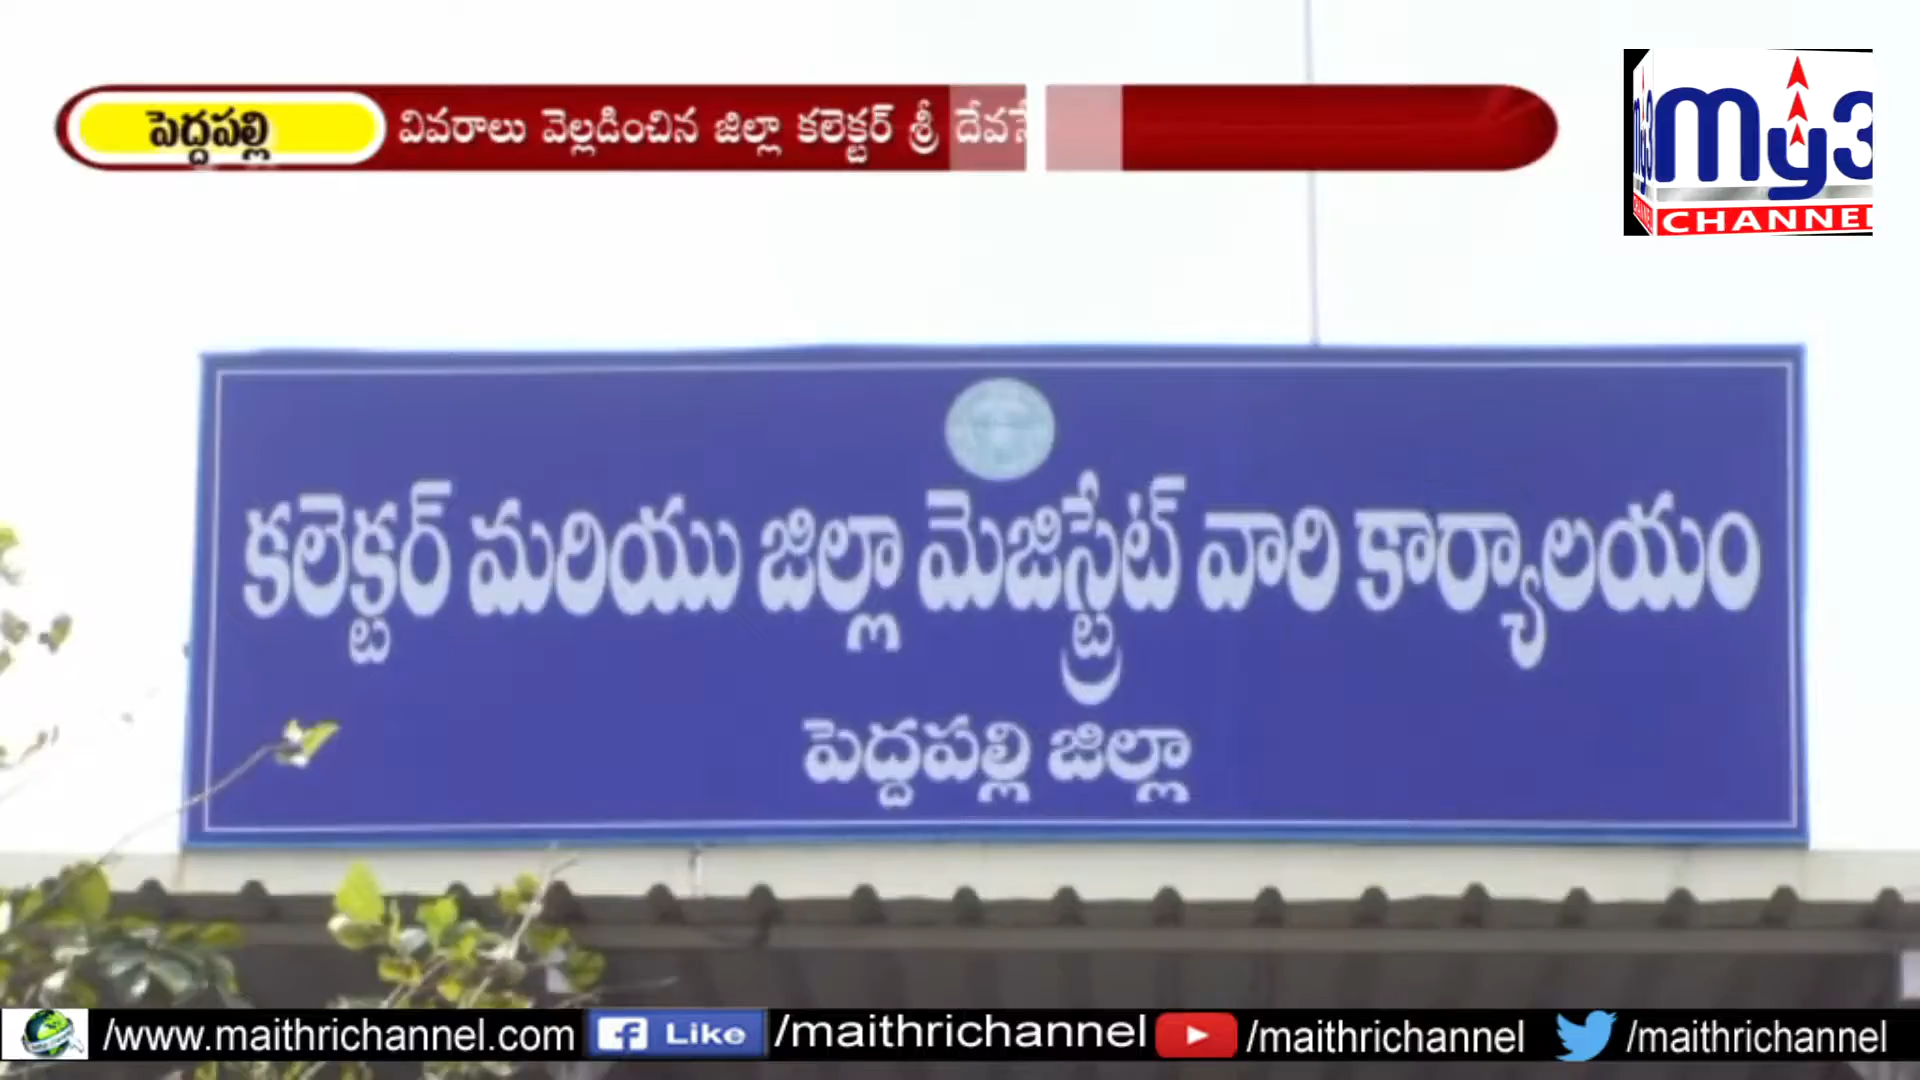 పెద్దపల్లి వివరాలు వెల్లడించిన జిల్లా కలెక్టర్ శ్రీ
my3
CHANNEL
కలెక్టర్ మరియు జిల్లా మెజిస్ట్రేట్ వారి కార్యాలయం
పెద్దపల్లి జిల్లా
/www.maithrichannel.com Like /maithrichannel /maithrichannel /maithrichannel